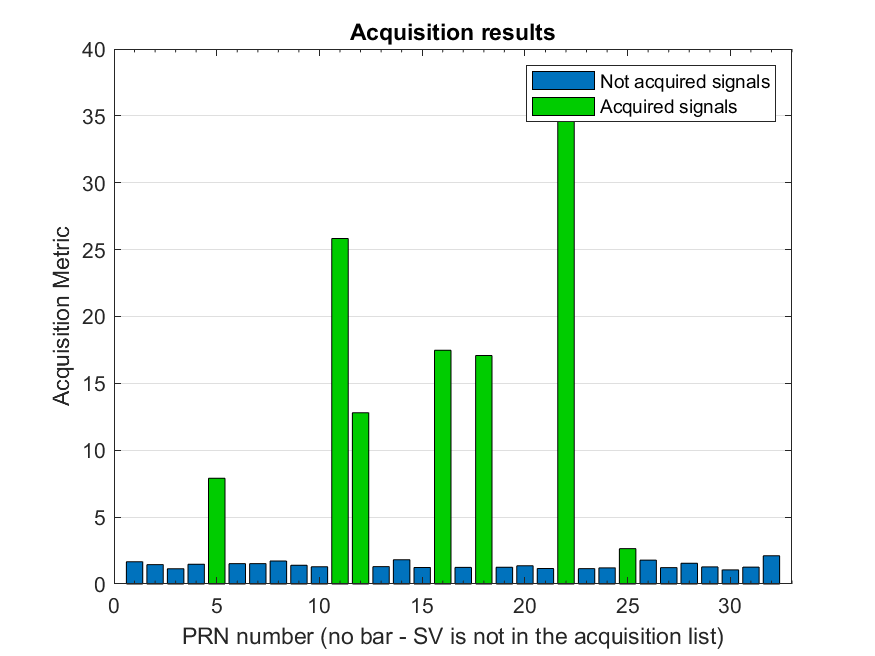 Acquisition results
Not acquired signals
Acquired signals
Acquisition Metric
40
35
30
25
20
15
10
5
0
0 5 10 15 20 25 30
PRN number (no bar - SV is not in the acquisition list)